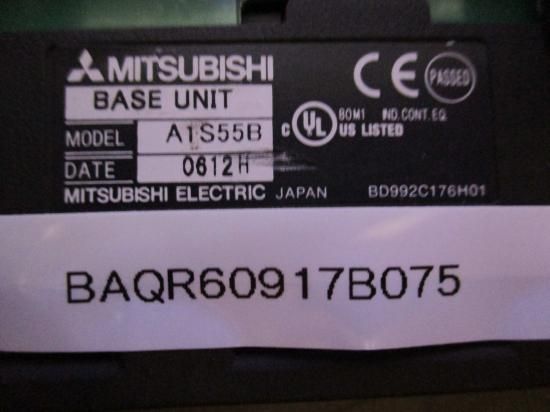 MITSUBISHI
BASE UNIT
MODEL A1S55B
DATE 0612H
MITSUBISHI ELECTRIC JAPAN
CE PASSED
C UL US LISTED
80M1 IND.CONT.EQ.
BD992C176H01
BAQR60917B075